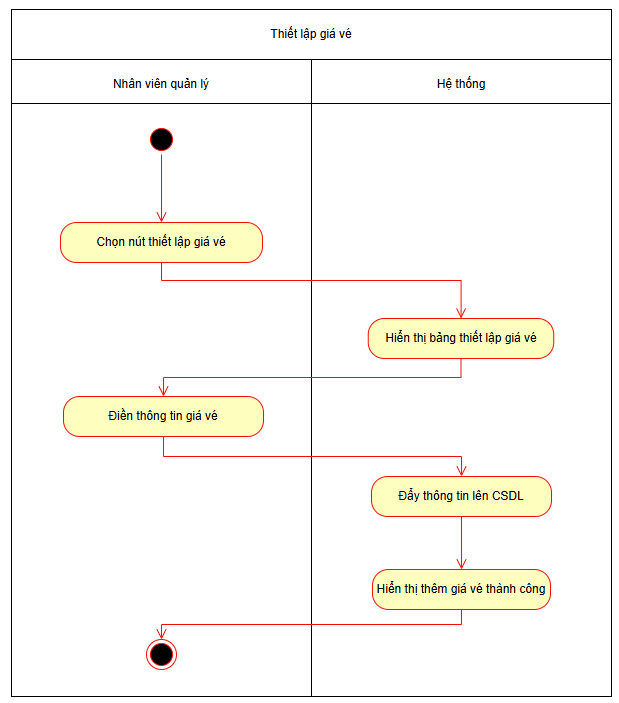 Thiết lập giá vé
Nhân viên quản lý
Hệ thống
Chọn nút thiết lập giá vé
Hiển thị bảng thiết lập giá vé
Điền thông tin giá vé
Đẩy thông tin lên CSDL
Hiển thị thêm giá vé thành công